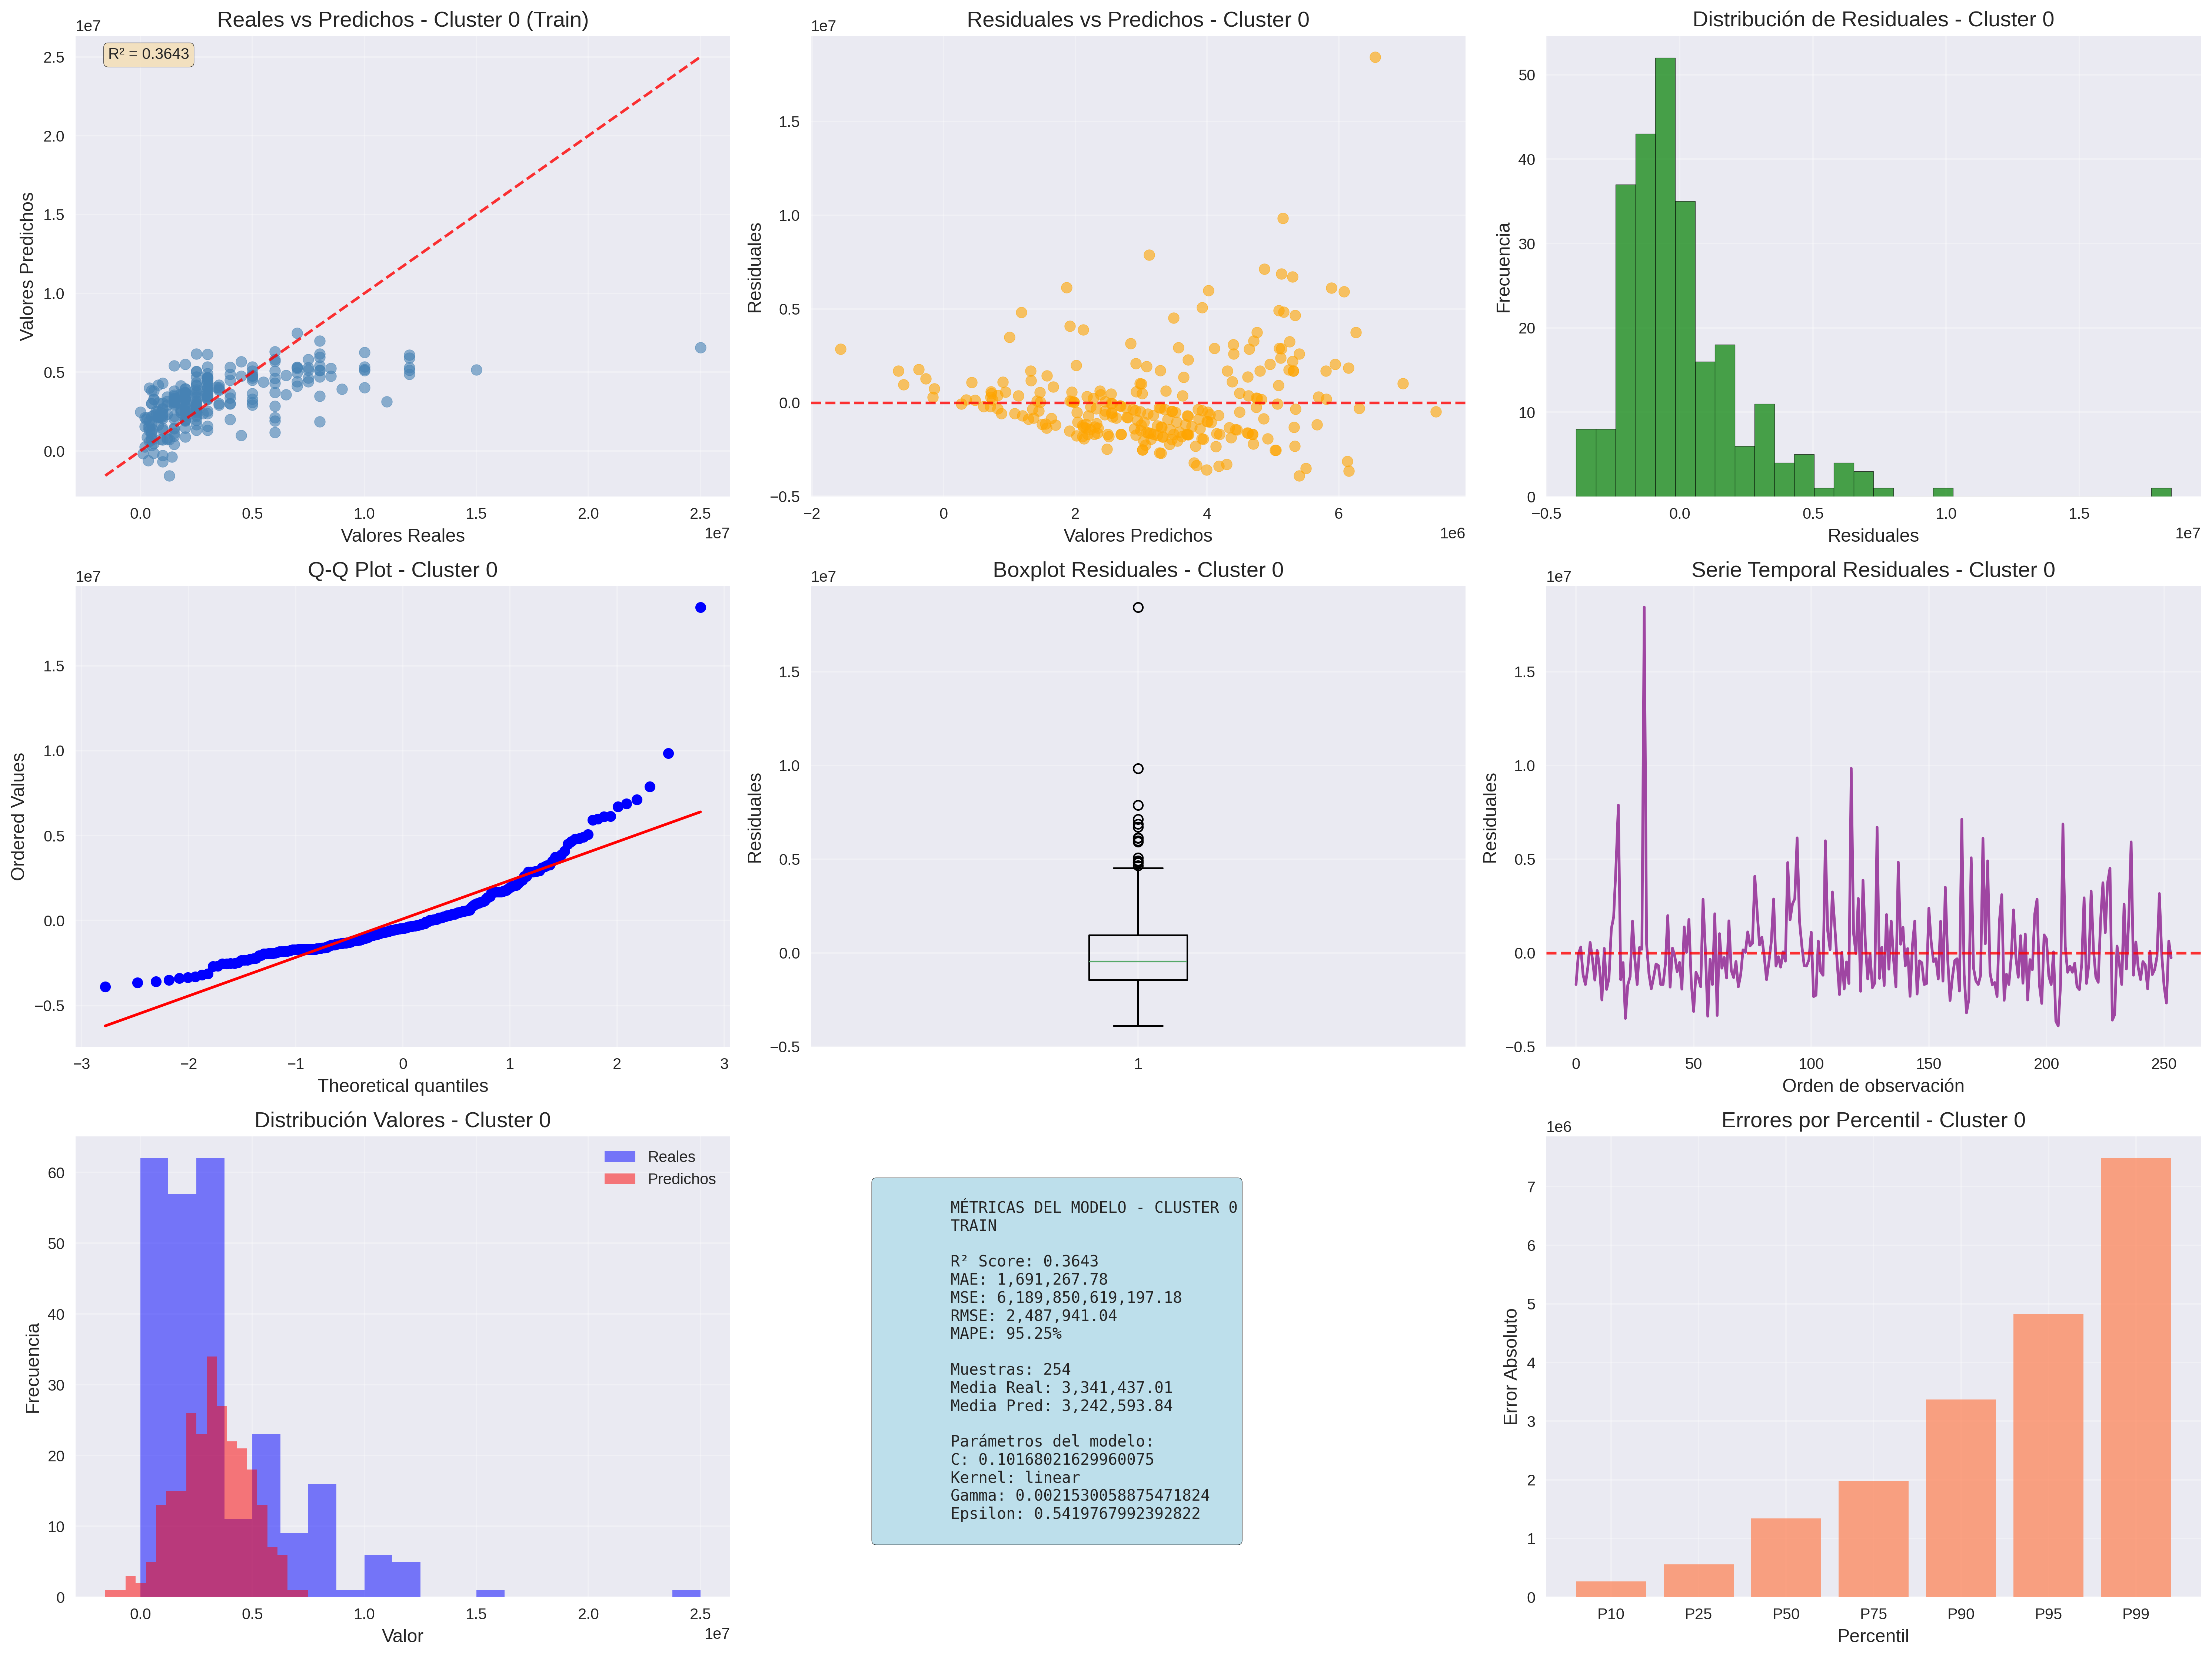 Reales vs Predichos - Cluster 0 (Train)
1e7
R² = 0.3643
2.5
2.0
1.5
1.0
0.5
0.0
Valores Predichos
0.0 0.5 1.0 1.5 2.0 2.5
1e7
Valores Reales
Residuales vs Predichos - Cluster 0
1e7
1.5
1.0
0.5
0.0
−0.5
Residuales
−2 0 2 4 6
1e6
Valores Predichos
Distribución de Residuales - Cluster 0
50
40
30
20
10
0
Frecuencia
−0.5 0.0 0.5 1.0 1.5
1e7
Residuales
Q-Q Plot - Cluster 0
1e7
1.5
1.0
0.5
0.0
−0.5
Ordered Values
−3 −2 −1 0 1 2 3
Theoretical quantiles
Boxplot Residuales - Cluster 0
1e7
1.5
1.0
0.5
0.0
−0.5
Residuales
1
Serie Temporal Residuales - Cluster 0
1e7
1.5
1.0
0.5
0.0
−0.5
Residuales
0 50 100 150 200 250
Orden de observación
Distribución Valores - Cluster 0
Reales
Predichos
60
50
40
30
20
10
0
Frecuencia
0.0 0.5 1.0 1.5 2.0 2.5
1e7
Valor
MÉTRICAS DEL MODELO - CLUSTER 0
TRAIN
R² Score: 0.3643
MAE: 1,691,267.78
MSE: 6,189,850,619,197.18
RMSE: 2,487,941.04
MAPE: 95.25%
Muestras: 254
Media Real: 3,341,437.01
Media Pred: 3,242,593.84
Parámetros del modelo:
C: 0.10168021629960075
Kernel: linear
Gamma: 0.0021530058875471824
Epsilon: 0.5419767992392822
Errores por Percentil - Cluster 0
1e6
7
6
5
4
3
2
1
0
Error Absoluto
P10 P25 P50 P75 P90 P95 P99
Percentil